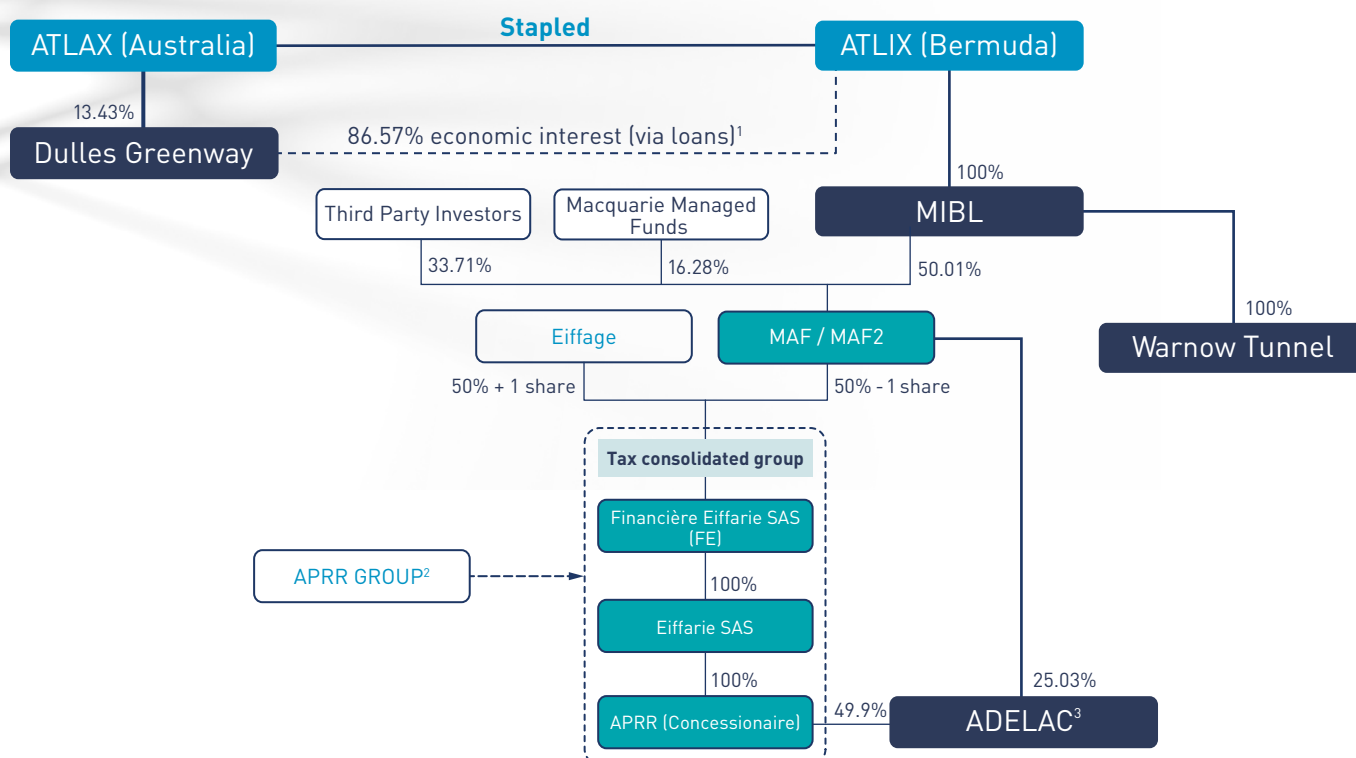 Stapled
ATLAX (Australia)
ATLIX (Bermuda)
13.43%
86.57% economic interest (via loans)¹
Dulles Greenway
100%
Third Party Investors
Macquarie Managed
Funds
MIBL
33.71%
16.28%
50.01%
100%
Eiffage
MAF / MAF2
Warnow Tunnel
50% + 1 share
50% - 1 share
Tax consolidated group
Financière Eiffarie SAS
(FE)
APRR GROUP²
100%
Eiffarie SAS
100%
25.03%
APRR (Concessionaire)
49.9%
ADELAC³